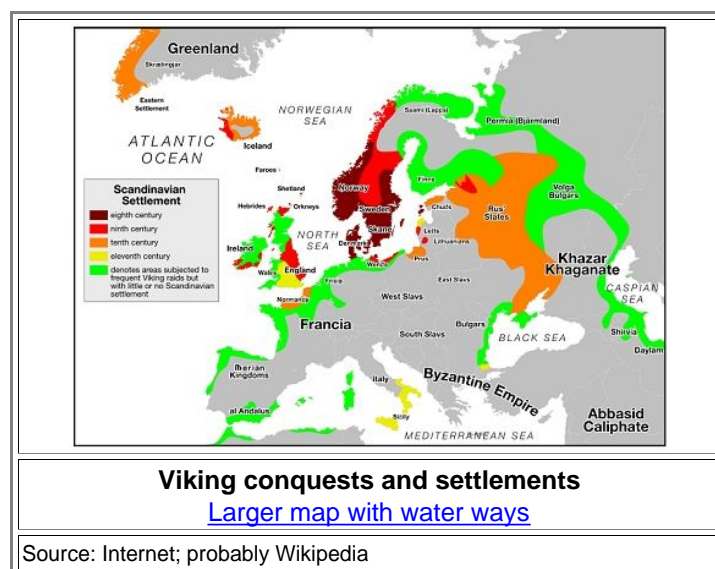 Greenland
Skrælingjar
Eastern
Settlement
NORWEGIAN
SEA
ATLANTIC
OCEAN
Iceland
Faroes
Shetland
Hebrides
Orkneys
Saami (Lapps)
Permia (Bjarmland)
Finns
Volga
Bulgars
Norway
Sweden
Skane
Denmark
NORTH
SEA
Chuds
Letts
Lithuanians
Prus
Rus'
States
Scandinavian
Settlement
eighth century
ninth century
tenth century
eleventh century
denotes areas subjected to
frequent Viking raids but
with little or no Scandinavian
settlement
Ireland
Wales
England
Frisia
Wends
Normandy
East Slavs
West Slavs
South Slavs
Francia
Bulgars
Khazar
Khaganate
CASPIAN
SEA
BLACK SEA
Shirvia
Daylam
Iberian
Kingdoms
al Andalus
Italy
Sicily
Byzantine Empire
Abbasid
Caliphate
MEDITERRANEAN SEA
Viking conquests and settlements
Larger map with water ways
Source: Internet; probably Wikipedia